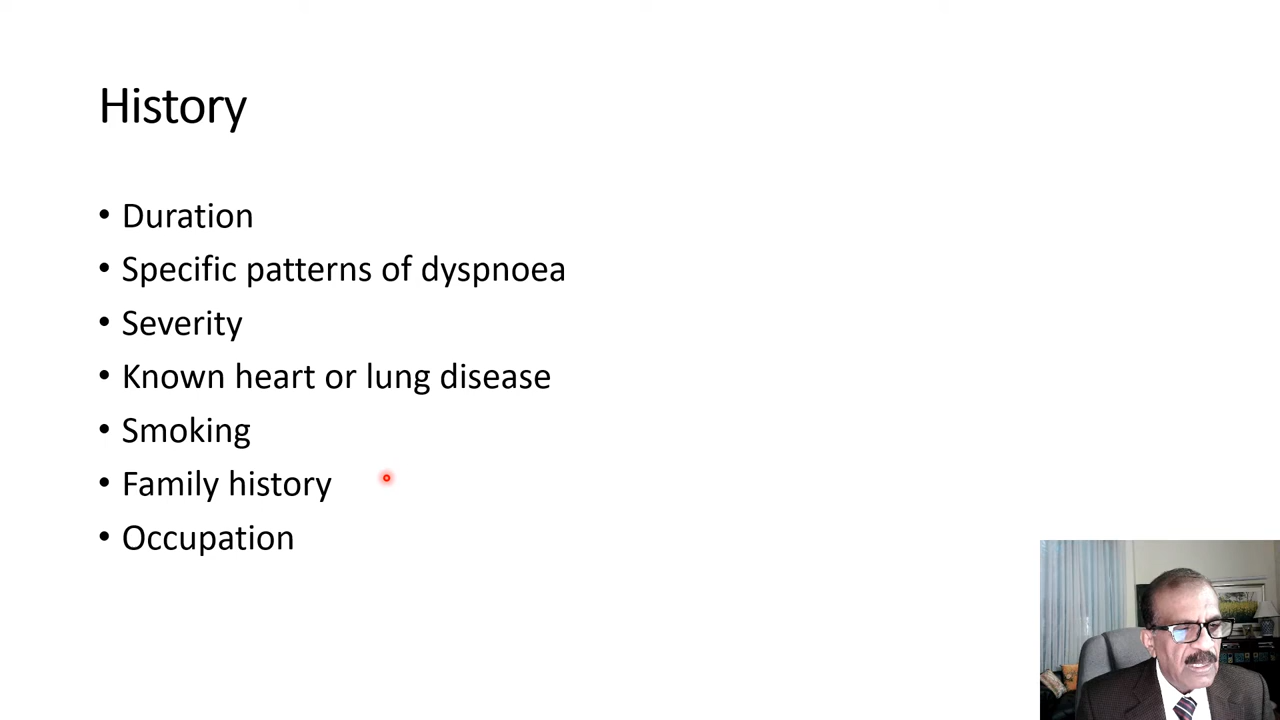 History
• Duration
• Specific patterns of dyspnoea
• Severity
• Known heart or lung disease
• Smoking
• Family history
• Occupation